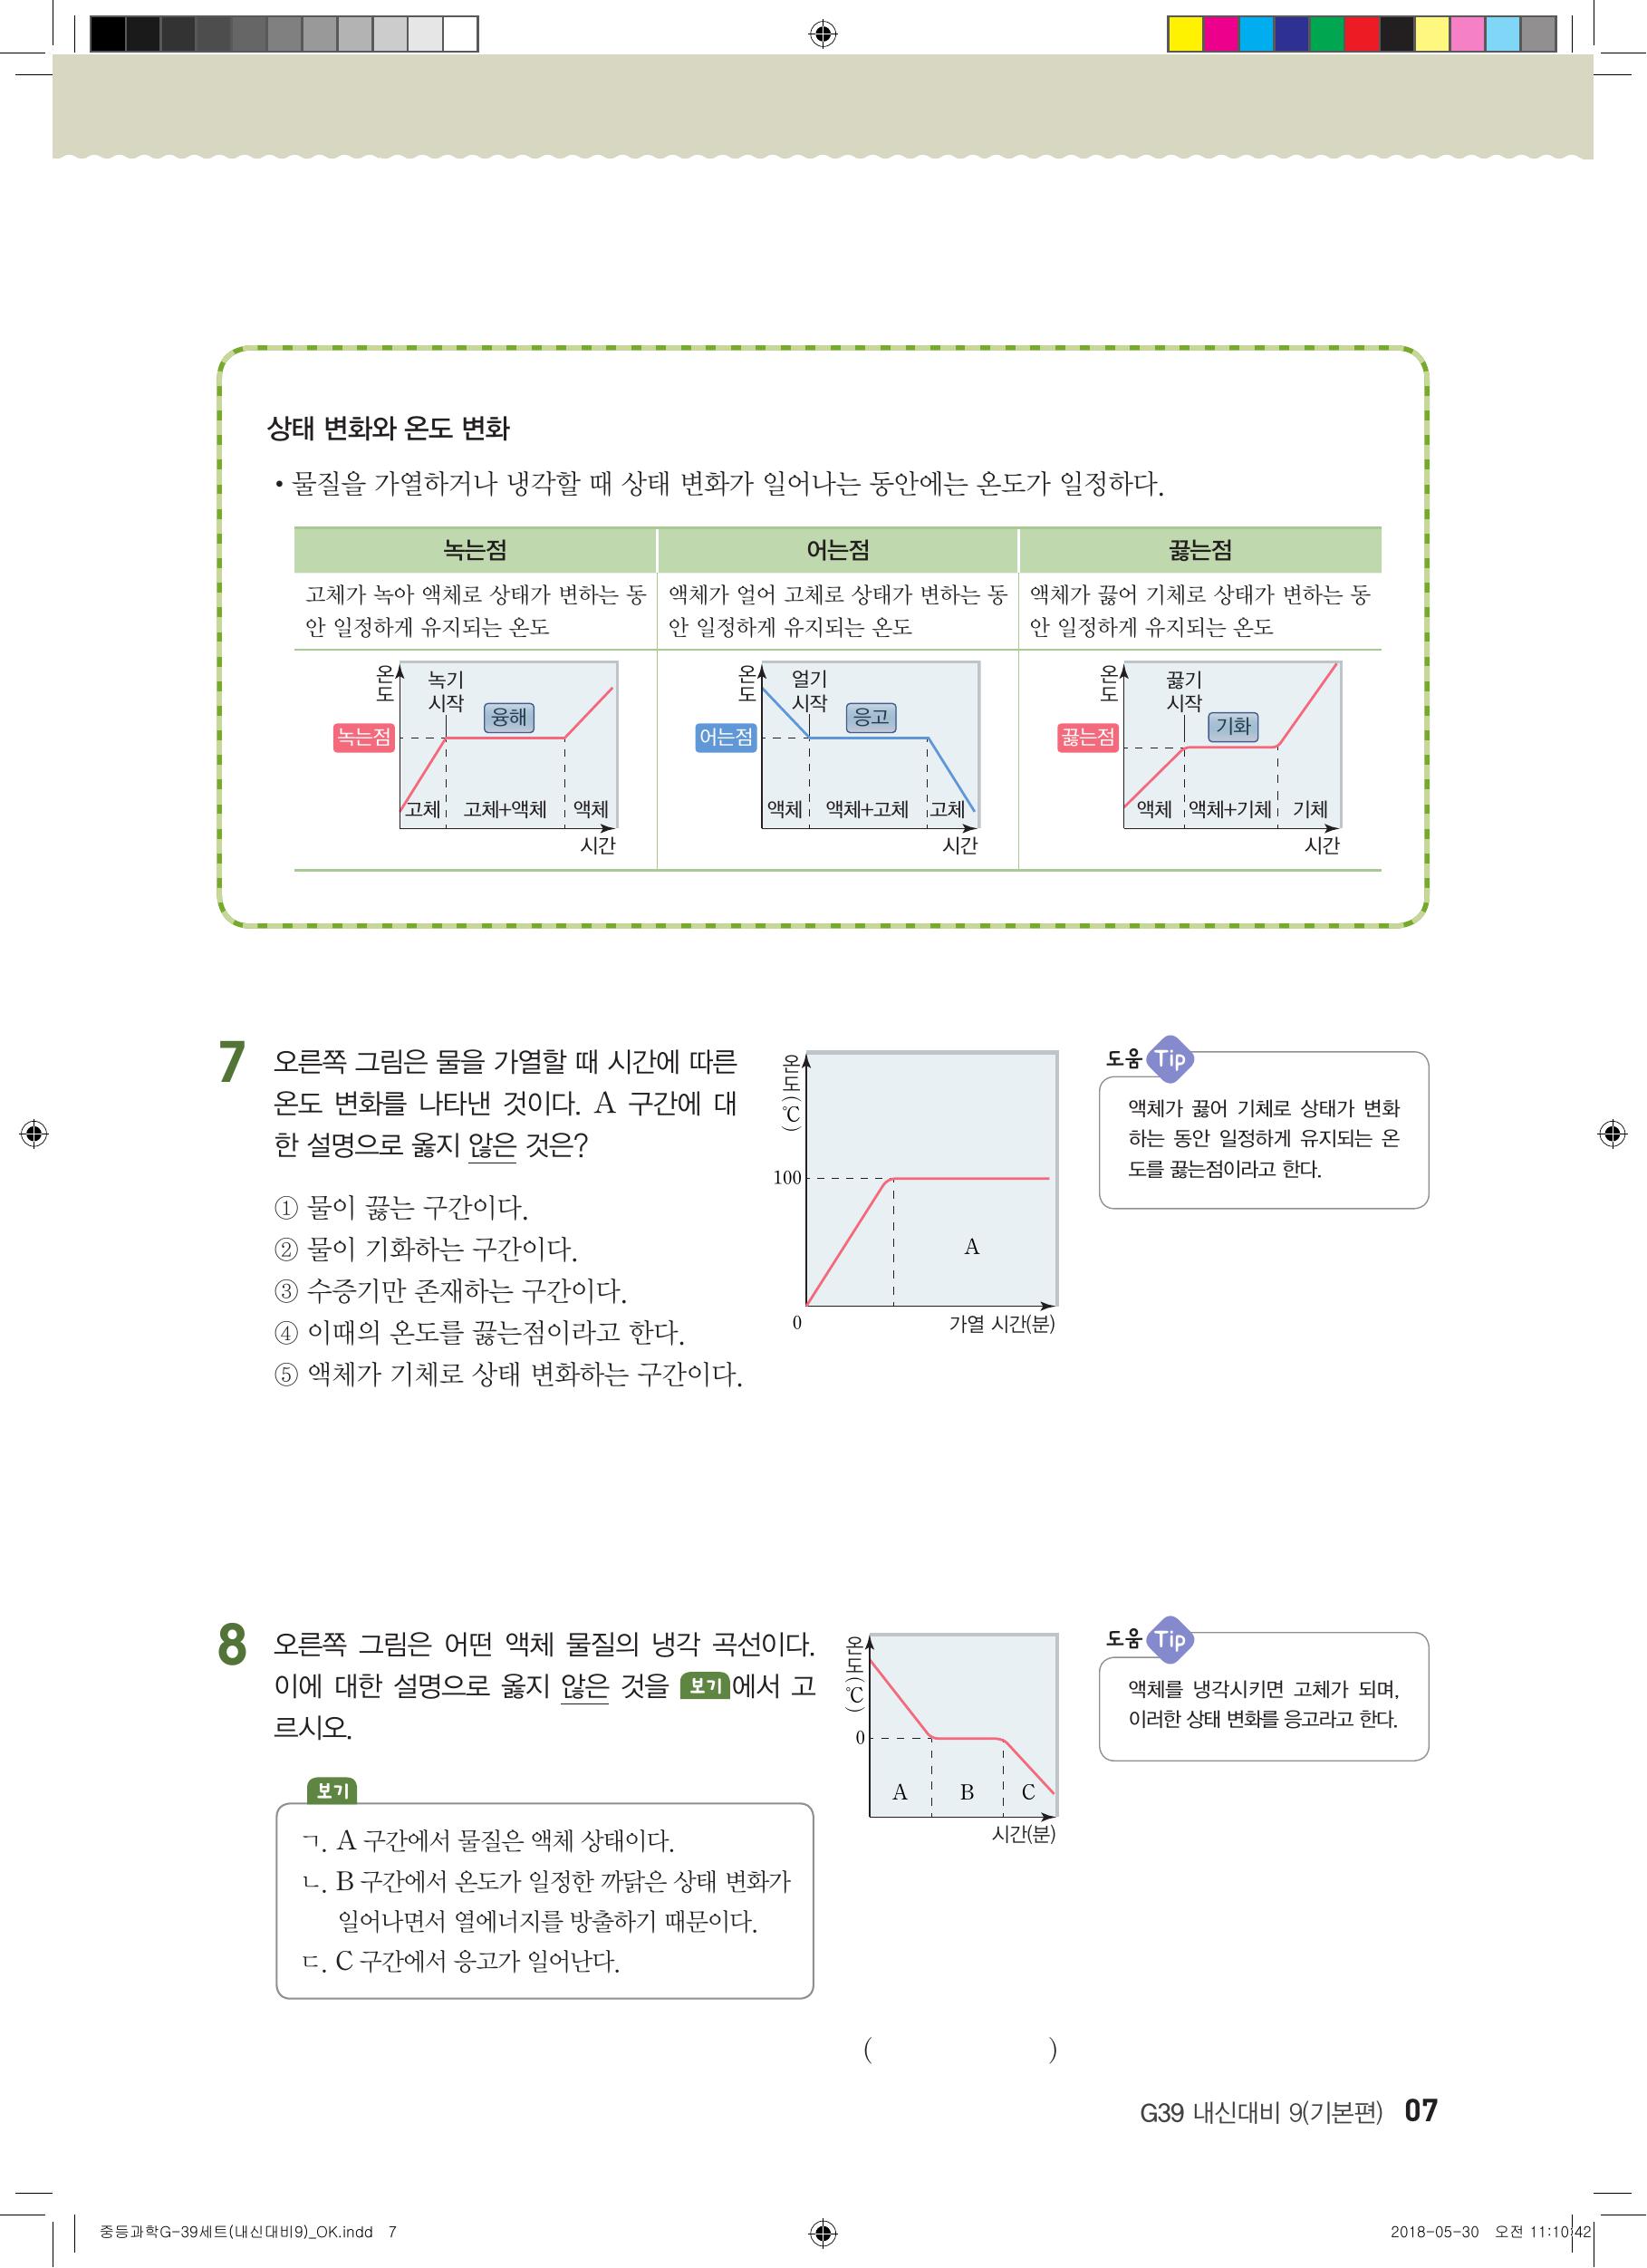 상태 변화와 온도 변화
• 물질을 가열하거나 냉각할 때 상태 변화가 일어나는 동안에는 온도가 일정하다.
녹는점 어는점 끓는점
고체가 녹아 액체로 상태가 변하는 동
안 일정하게 유지되는 온도
액체가 얼어 고체로 상태가 변하는 동
안 일정하게 유지되는 온도
액체가 끓어 기체로 상태가 변하는 동
안 일정하게 유지되는 온도
온도
녹기
시작
융해
녹는점
고체 고체+액체 액체
시간
온도
얼기
시작
응고
어는점
액체 액체+고체 고체
시간
온도
끓기
시작
기화
끓는점
액체 액체+기체 기체
시간
7 오른쪽 그림은 물을 가열할 때 시간에 따른
온도 변화를 나타낸 것이다. A 구간에 대
한 설명으로 옳지 않은 것은?
① 물이 끓는 구간이다.
② 물이 기화하는 구간이다.
③ 수증기만 존재하는 구간이다.
④ 이때의 온도를 끓는점이라고 한다.
⑤ 액체가 기체로 상태 변화하는 구간이다.
온도(℃)
100
A
0 가열 시간(분)
도움 Tip
액체가 끓어 기체로 상태가 변화
하는 동안 일정하게 유지되는 온
도를 끓는점이라고 한다.
8 오른쪽 그림은 어떤 액체 물질의 냉각 곡선이다.
이에 대한 설명으로 옳지 않은 것을 보기에서 고
르시오.
보기
ㄱ. A 구간에서 물질은 액체 상태이다.
ㄴ. B 구간에서 온도가 일정한 까닭은 상태 변화가
일어나면서 열에너지를 방출하기 때문이다.
ㄷ. C 구간에서 응고가 일어난다.
온도(℃)
0
A B C
시간(분)
도움 Tip
액체를 냉각시키면 고체가 되며,
이러한 상태 변화를 응고라고 한다.
( )
G39 내신대비 9(기본편) 07
중등과학G-39세트(내신대비9)_OK.indd 7
2018-05-30 오전 11:10:42